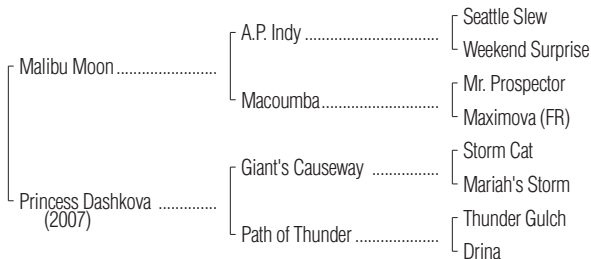 Seattle Slew
A.P. Indy ..............................
Weekend Surprise
Malibu Moon ......................
Mr. Prospector
Macoumba..........................
Maximova (FR)
Storm Cat
Giant's Causeway ...............
Mariah's Storm
Princess Dashkova .............
(2007)
Thunder Gulch
Path of Thunder ...................
Drina